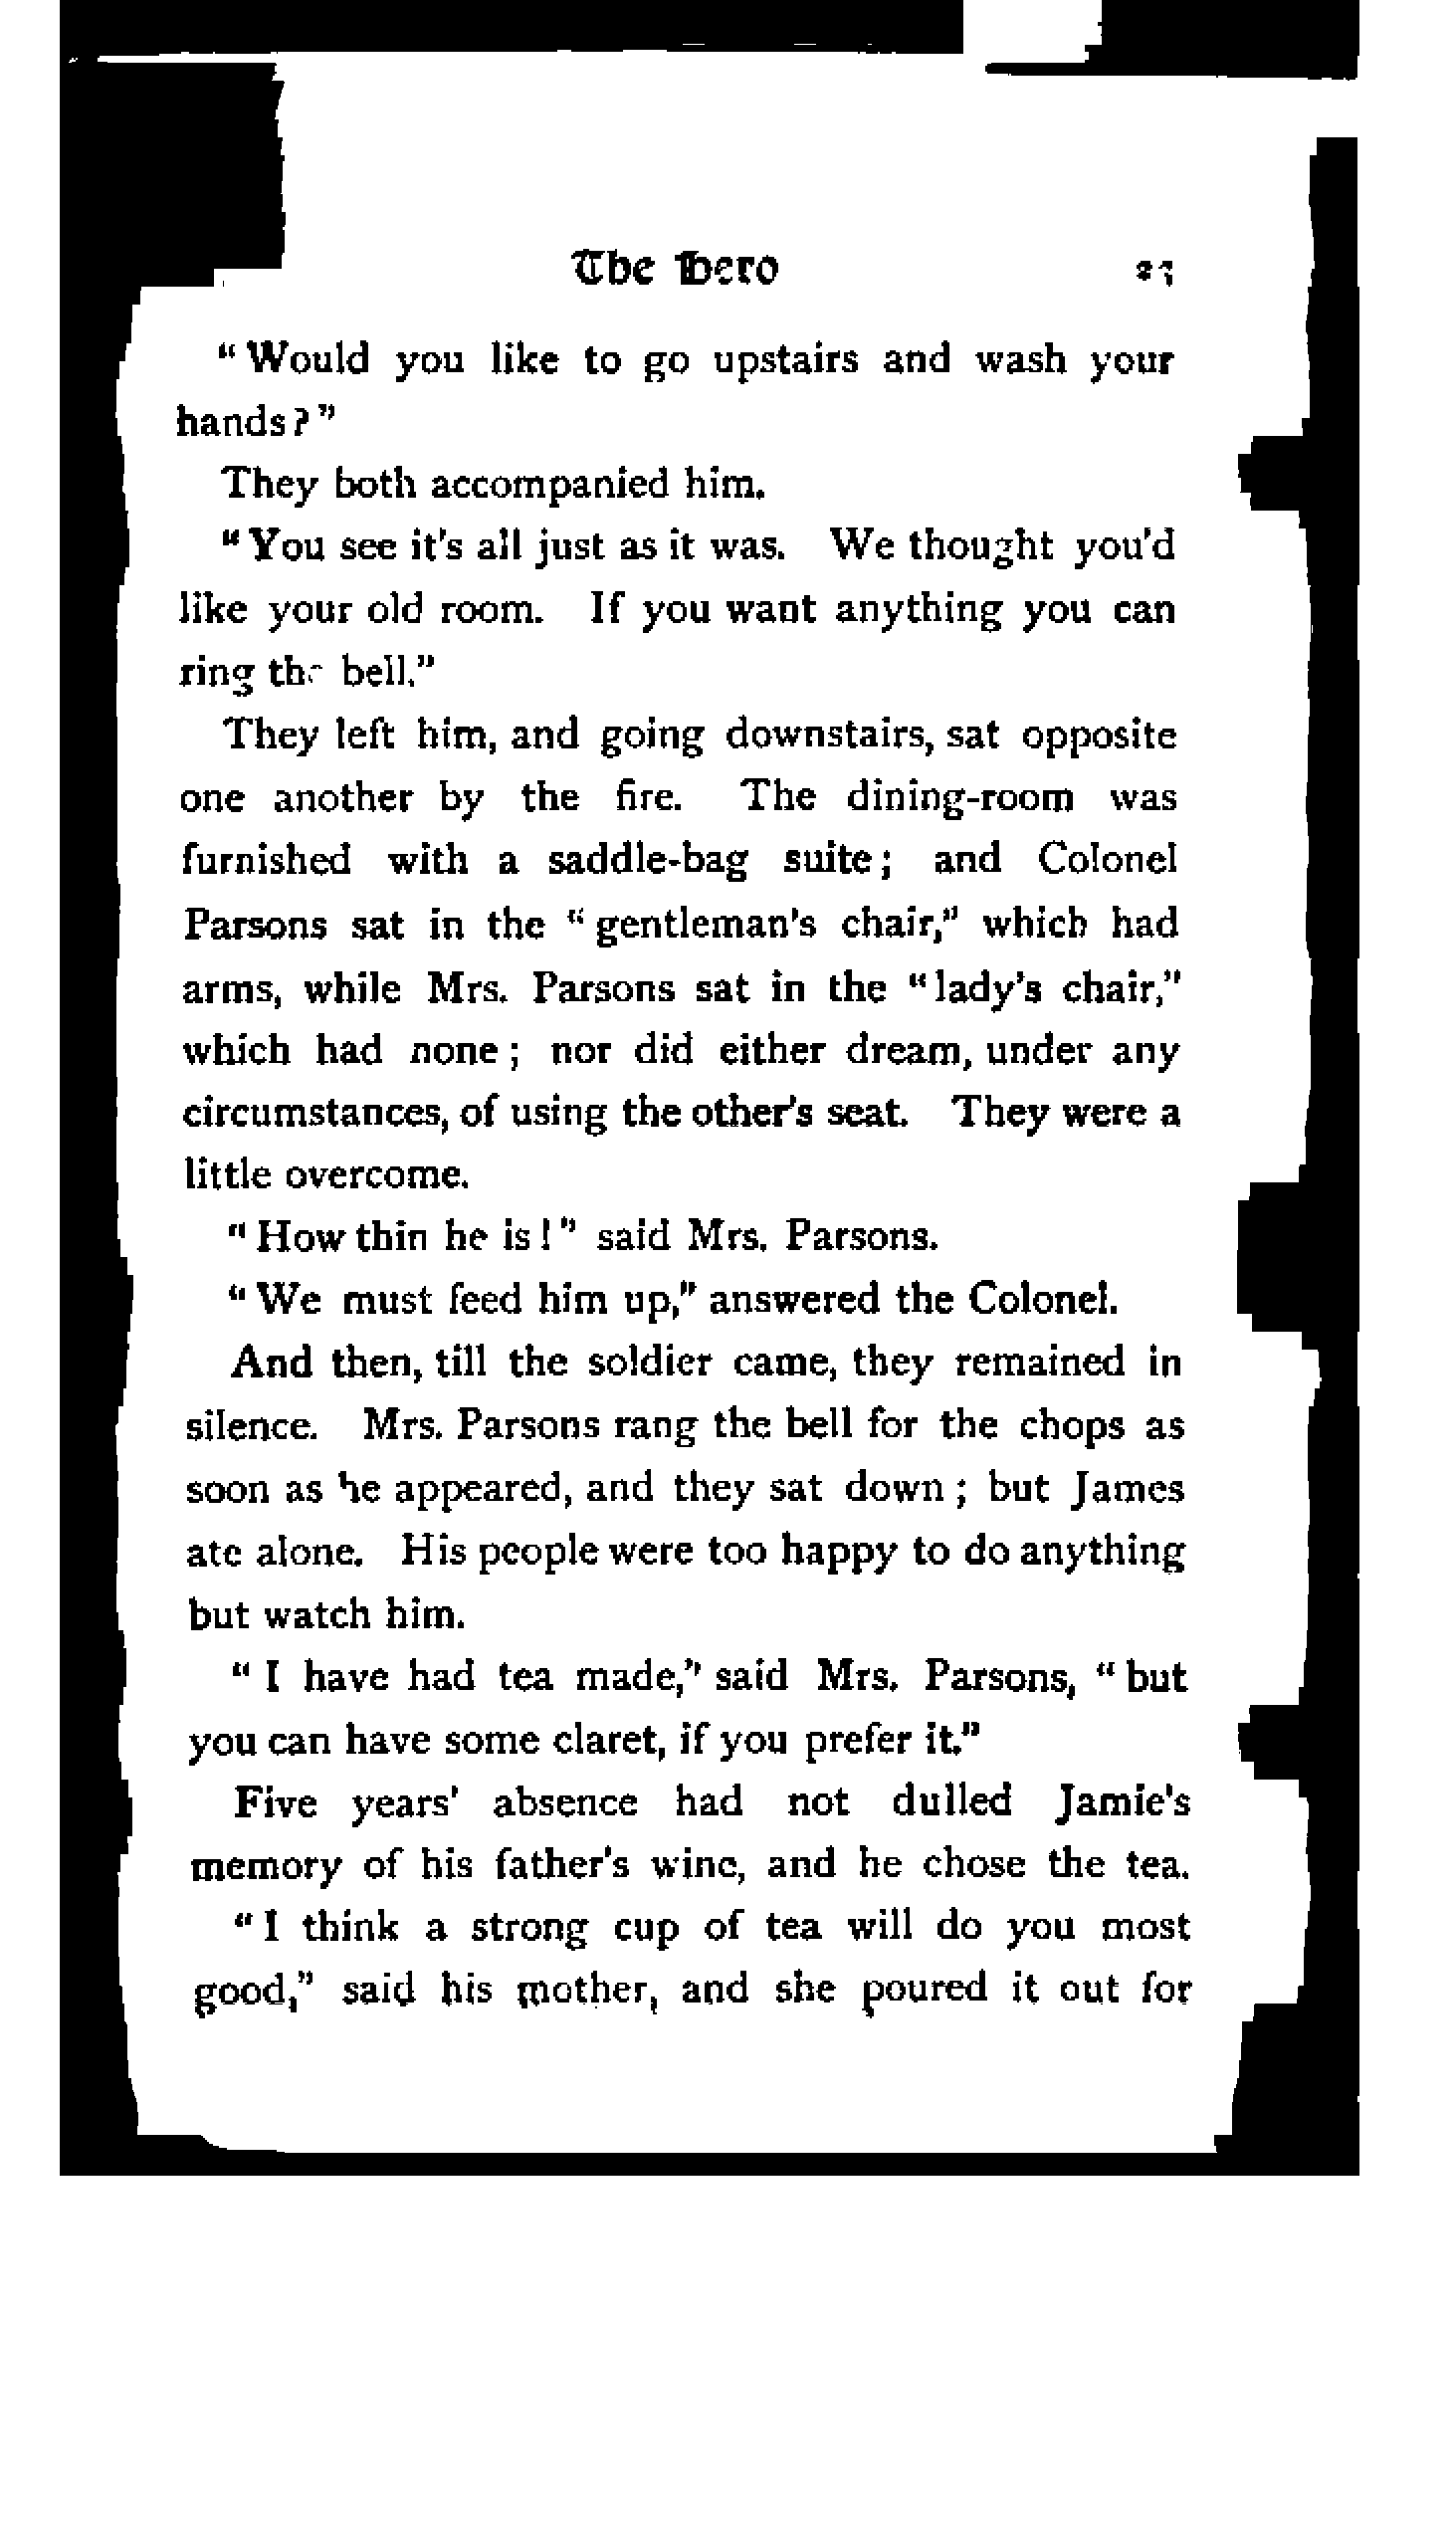 The Hero 23
“Would you like to go upstairs and wash your
hands?”
They both accompanied him.
“You see it's all just as it was. We thought you'd
like your old room. If you want anything you can
ring the bell.”
They left him, and going downstairs, sat opposite
one another by the fire. The dining-room was
furnished with a saddle-bag suite; and Colonel
Parsons sat in the “gentleman's chair,” which had
arms, while Mrs. Parsons sat in the “lady's chair,”
which had none; nor did either dream, under any
circumstances, of using the other's seat. They were a
little overcome.
“How thin he is!” said Mrs. Parsons.
“We must feed him up,” answered the Colonel.
And then, till the soldier came, they remained in
silence. Mrs. Parsons rang the bell for the chops as
soon as he appeared, and they sat down; but James
ate alone. His people were too happy to do anything
but watch him.
“I have had tea made,” said Mrs. Parsons, “but
you can have some claret, if you prefer it.”
Five years' absence had not dulled Jamie's
memory of his father's wine, and he chose the tea.
“I think a strong cup of tea will do you most
good,” said his mother, and she poured it out for